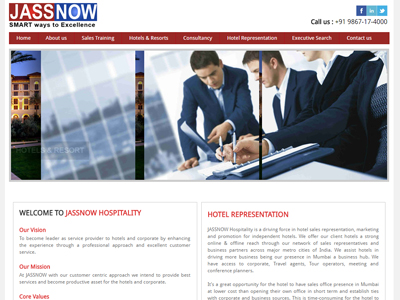 JASSNOW
SMART ways to Excellence
Call us : +91 9867-17-4000
Home About us Sales Training Hotels & Resorts Consultancy Hotel Representation Executive Search Contact us
HOTELS & RESORT
WELCOME TO JASSNOW HOSPITALITY
Our Vision
To become leader as service provider to hotels and corporate by enhancing
the experience through a professional approach and excellent customer
service.
Our Mission
At JASSNOW with our customer centric approach we intend to provide best
services and become productive asset for the hotels and corporate.
Core Values
HOTEL REPRESENTATION
JASSNOW Hospitality is a driving force in hotel sales representation, marketing
and promotion for independent hotels. We offer our client hotels a strong
online & offline reach through our network of sales representatives and
business partners across major metro cities of India. We assist hotels in
driving more business being our presence in Mumbai a business hub. We
have access to corporate, Travel agents, Tour operators, meeting and
conference planners.
It's a great opportunity for the hotel to have sales office presence in Mumbai
at lower cost than opening their own office in short term and establish ties
with corporate and business sources. This is time-consuming for the hotel to